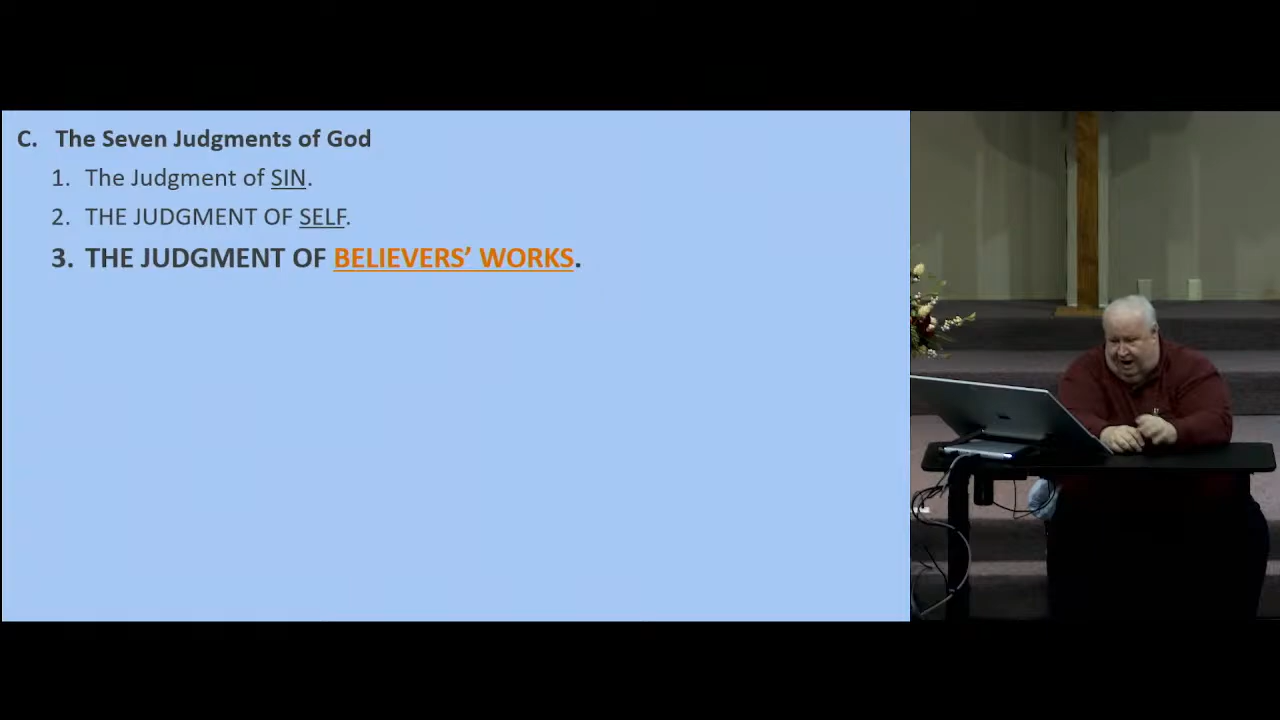 C. The Seven Judgments of God
1. The Judgment of SIN.
2. THE JUDGMENT OF SELF.
3. THE JUDGMENT OF BELIEVERS’ WORKS.